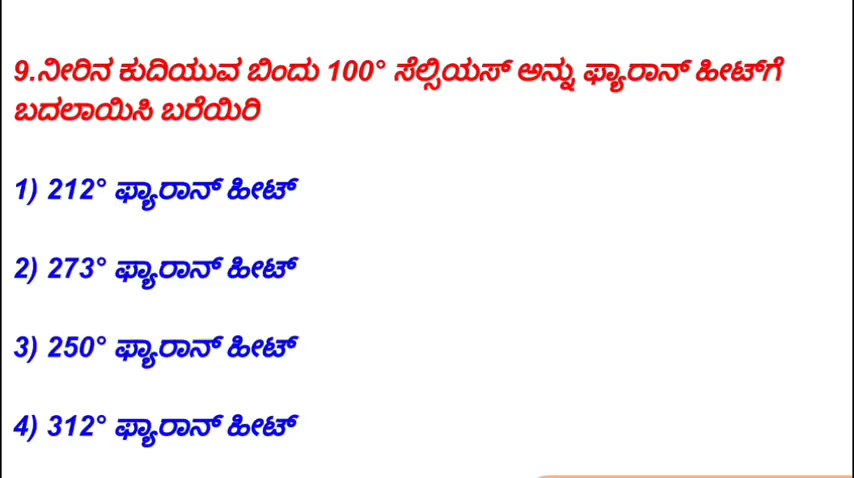 9.ನೀರಿನ ಕುದಿಯುವ ಬಿಂದು 100° ಸೆಲ್ಸಿಯಸ್ ಅನ್ನು ಫ್ಯಾರಾನ್ ಹೀಟ್‌ಗೆ
ಬದಲಾಯಿಸಿ ಬರೆಯಿರಿ
1) 212° ಫ್ಯಾರಾನ್ ಹೀಟ್
2) 273° ಫ್ಯಾರಾನ್ ಹೀಟ್
3) 250° ಫ್ಯಾರಾನ್ ಹೀಟ್
4) 312° ಫ್ಯಾರಾನ್ ಹೀಟ್